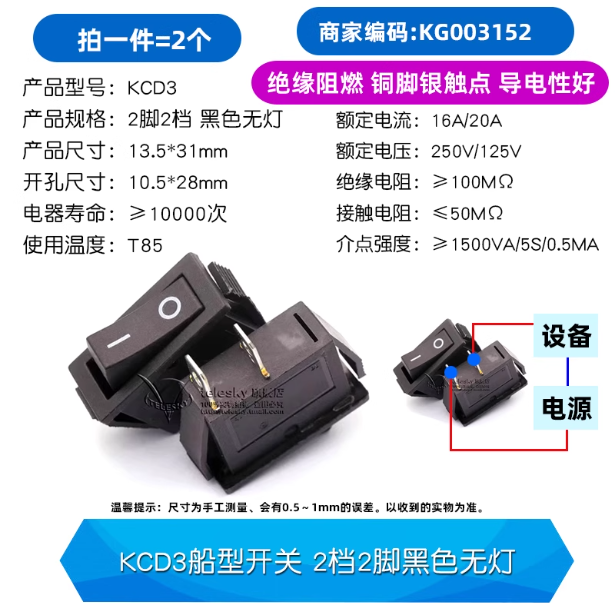 拍一件=2个
商家编码:KG003152
绝缘阻燃 铜脚银触点 导电性好
产品型号: KCD3
产品规格: 2脚2档 黑色无灯
产品尺寸: 13.5*31mm
开孔尺寸: 10.5*28mm
电器寿命: ≥10000次
使用温度: T85
额定电流: 16A/20A
额定电压: 250V/125V
绝缘电阻: ≥100MΩ
接触电阻: ≤50MΩ
介点强度: ≥1500VA/5S/0.5MA
设备
电源
TELESKY
telesky 旗舰店
温馨提示: 尺寸为手工测量、会有0.5~1mm的误差。以收到的实物为准。
KCD3船型开关 2档2脚黑色无灯